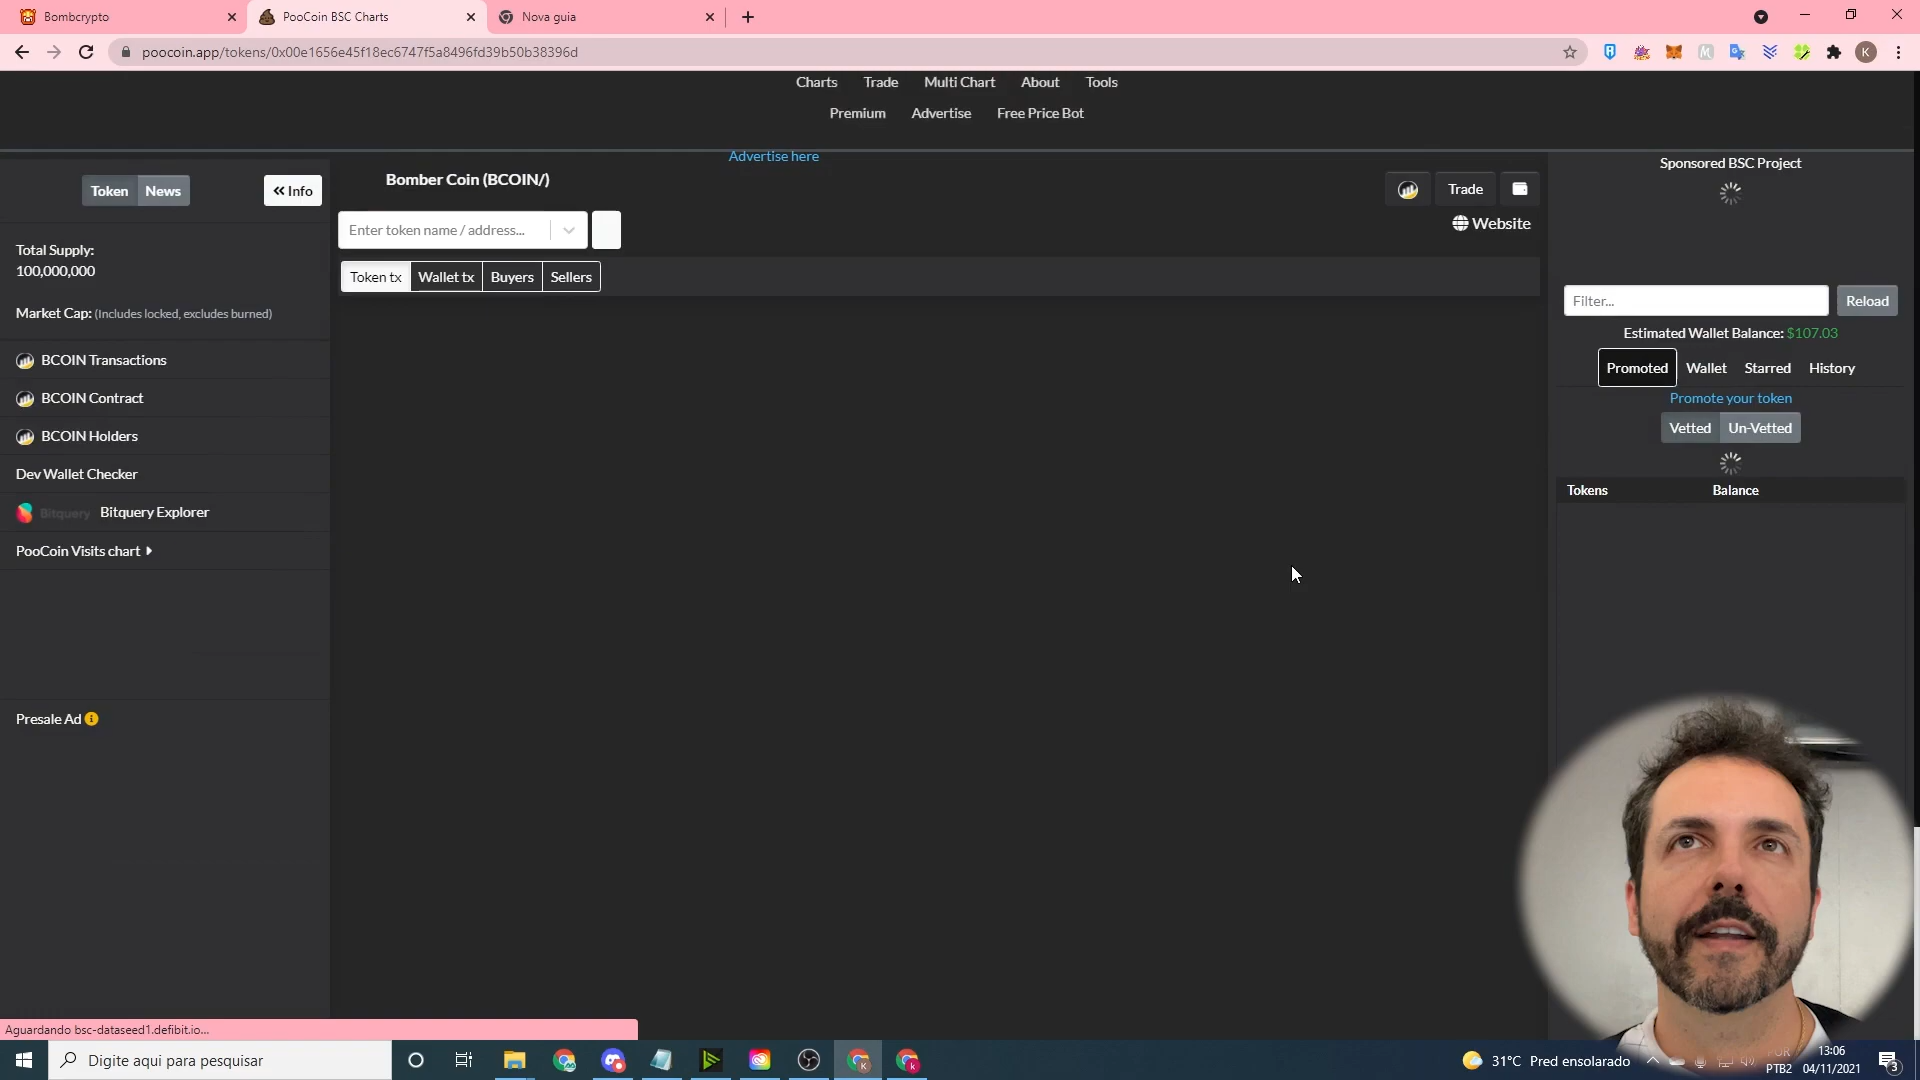 Bombcrypto
PooCoin BSC Charts
Nova guia
poocoin.app/tokens/0x00e1656e45f18ec6747f5a8496fd39b50b38396d
K
Charts
Trade
Multi Chart
About
Tools
Premium
Advertise
Free Price Bot
Advertise here
Token
News
Info
Total Supply:
100,000,000
Market Cap: (Includes locked, excludes burned)
BCOIN Transactions
BCOIN Contract
BCOIN Holders
Dev Wallet Checker
Bitquery
Bitquery Explorer
PooCoin Visits chart
Presale Ad
Bomber Coin (BCOIN/)
Trade
Enter token name / address...
Website
Token tx
Wallet tx
Buyers
Sellers
Sponsored BSC Project
Filter...
Reload
Estimated Wallet Balance: $107.03
Promoted
Wallet
Starred
History
Promote your token
Vetted
Un-Vetted
Tokens
Balance
Aguardando bsc-dataseed1.defibit.io...
Digite aqui para pesquisar
31°C Pred ensolarado
POR
PTB2
13:06
04/11/2021
3